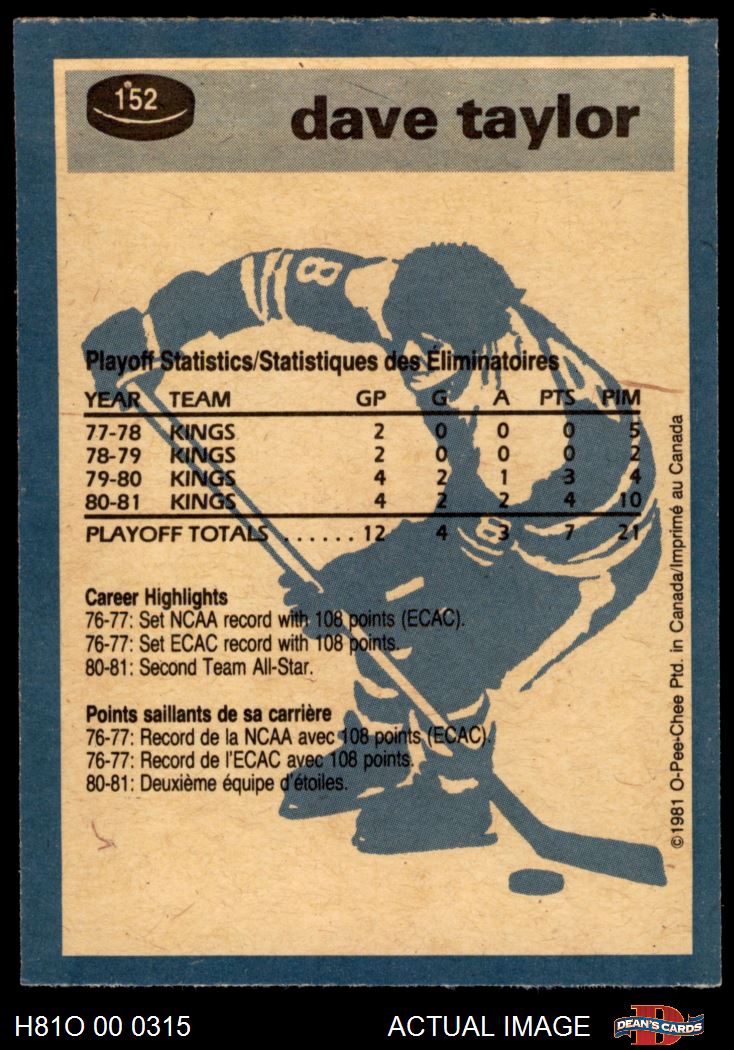 152
dave taylor
8
Playoff Statistics/Statistiques des Éliminatoires
YEAR TEAM GP G A PTS PIM
77-78 KINGS 2 0 0 0 5
78-79 KINGS 2 0 0 0 2
79-80 KINGS 4 2 1 3 4
80-81 KINGS 4 2 2 4 10
PLAYOFF TOTALS ...... 12 4 3 7 21
8
Career Highlights
76-77: Set NCAA record with 108 points (ECAC).
76-77: Set ECAC record with 108 points.
80-81: Second Team All-Star.
Points saillants de sa carrière
76-77: Record de la NCAA avec 108 points (ECAC).
76-77: Record de l'ECAC avec 108 points.
80-81: Deuxième équipe d'étoiles.
©1981 O-Pee-Chee Ptd. in Canada/Imprimé au Canada
H81O 00 0315
ACTUAL IMAGE
D
DEAN'S CARDS